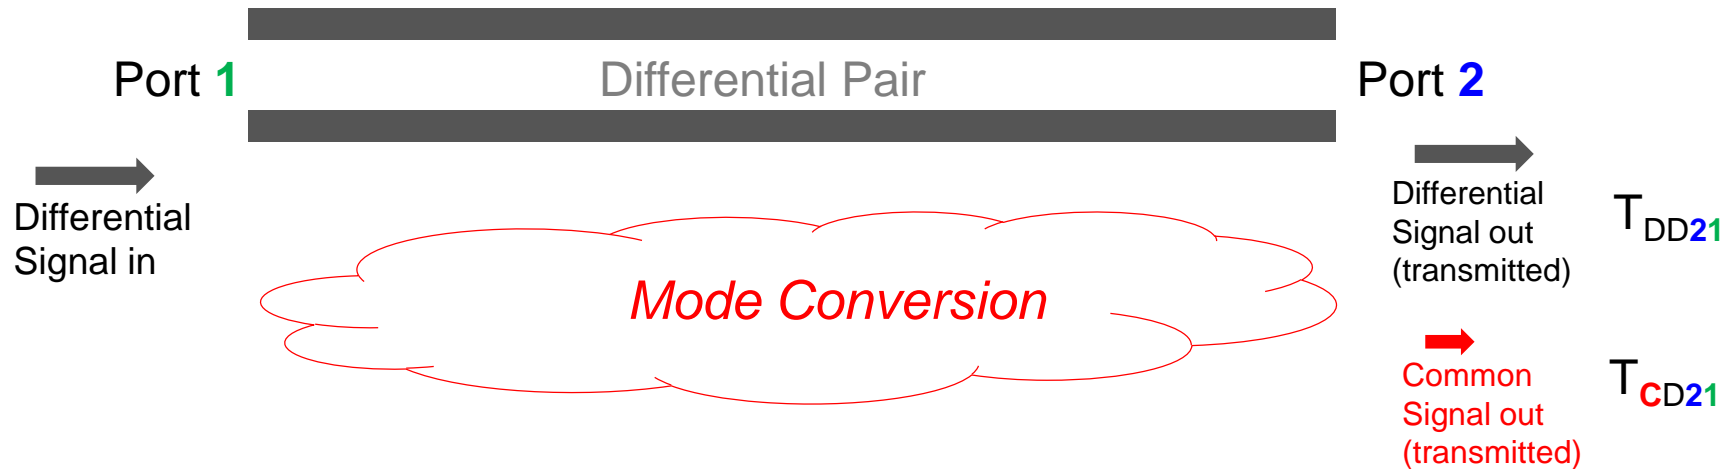 Port 1
Differential Pair
Port 2
Differential
Signal in
Mode Conversion
Differential
Signal out
(transmitted)
TDD21
Common
Signal out
(transmitted)
TCD21